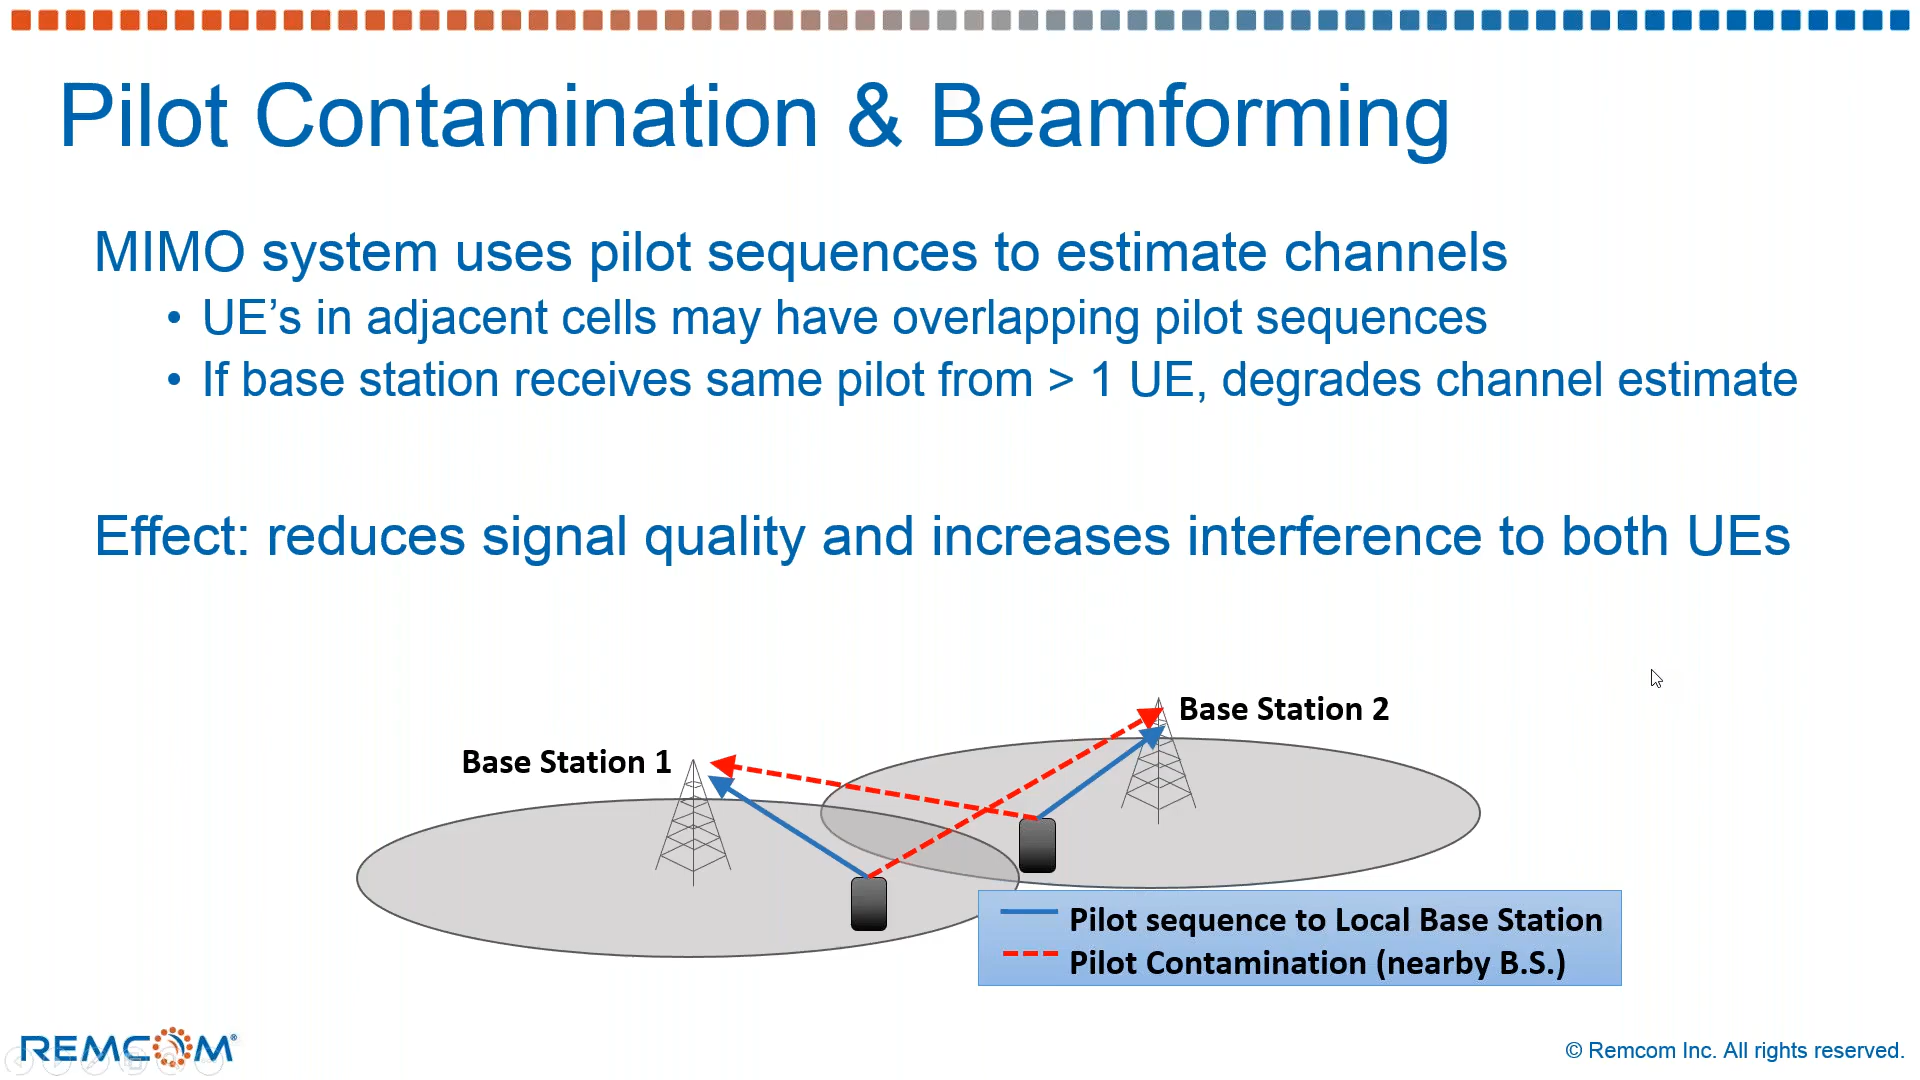 Pilot Contamination & Beamforming
MIMO system uses pilot sequences to estimate channels
• UE’s in adjacent cells may have overlapping pilot sequences
• If base station receives same pilot from > 1 UE, degrades channel estimate
Effect: reduces signal quality and increases interference to both UEs
Base Station 2
Base Station 1
Pilot sequence to Local Base Station
Pilot Contamination (nearby B.S.)
REMCOM®
© Remcom Inc. All rights reserved.